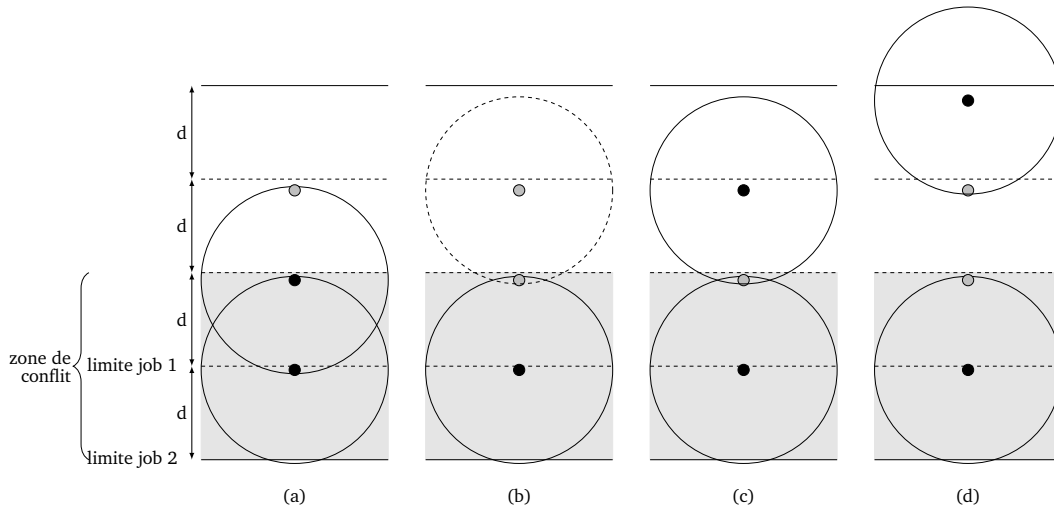 d
d
d
d
zone de
conflit
limite job 1
limite job 2
(a)
(b)
(c)
(d)